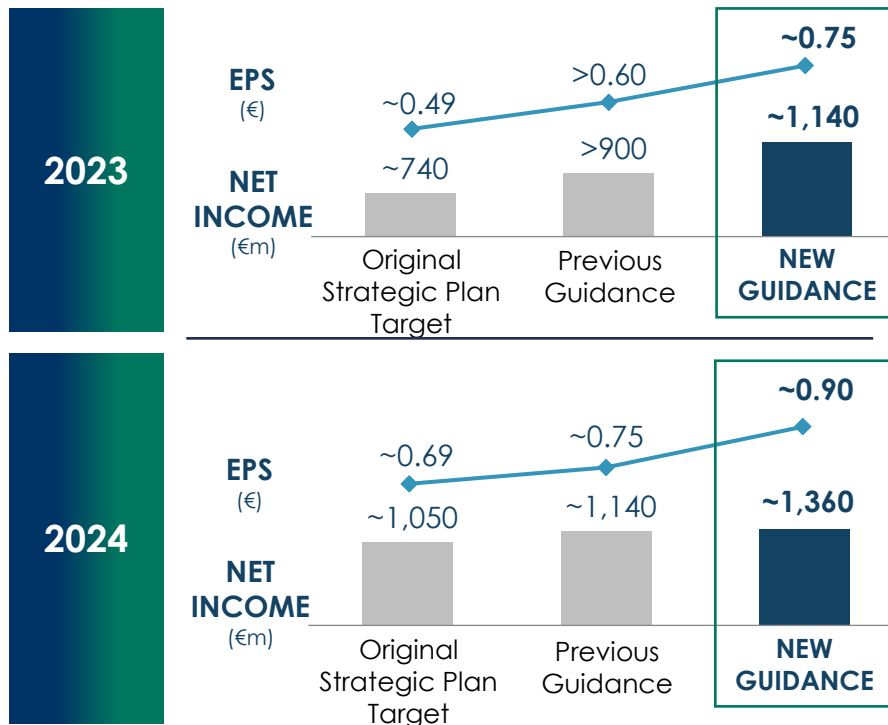 2023
EPS
(€)
~0.49
>0.60
~0.75
NET
INCOME
(€m)
~740
>900
~1,140
Original
Strategic Plan
Target
Previous
Guidance
NEW
GUIDANCE
2024
EPS
(€)
~0.69
~0.75
~0.90
NET
INCOME
(€m)
~1,050
~1,140
~1,360
Original
Strategic Plan
Target
Previous
Guidance
NEW
GUIDANCE